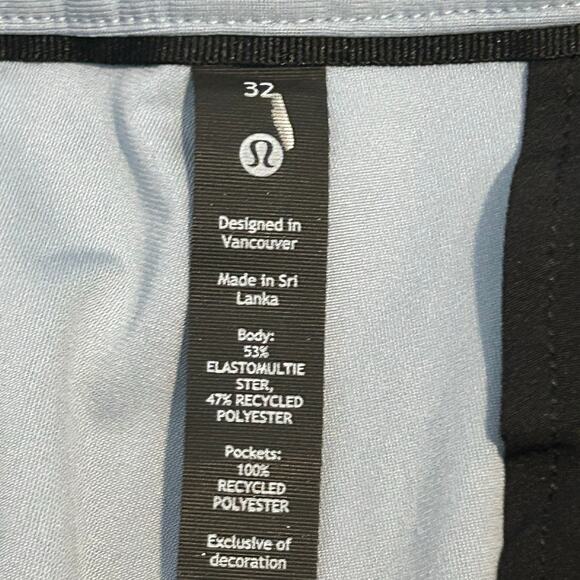 32
Designed in
Vancouver
Made in Sri
Lanka
Body:
53%
ELASTOMULTIE
STER,
47% RECYCLED
POLYESTER
Pockets:
100%
RECYCLED
POLYESTER
Exclusive of
decoration